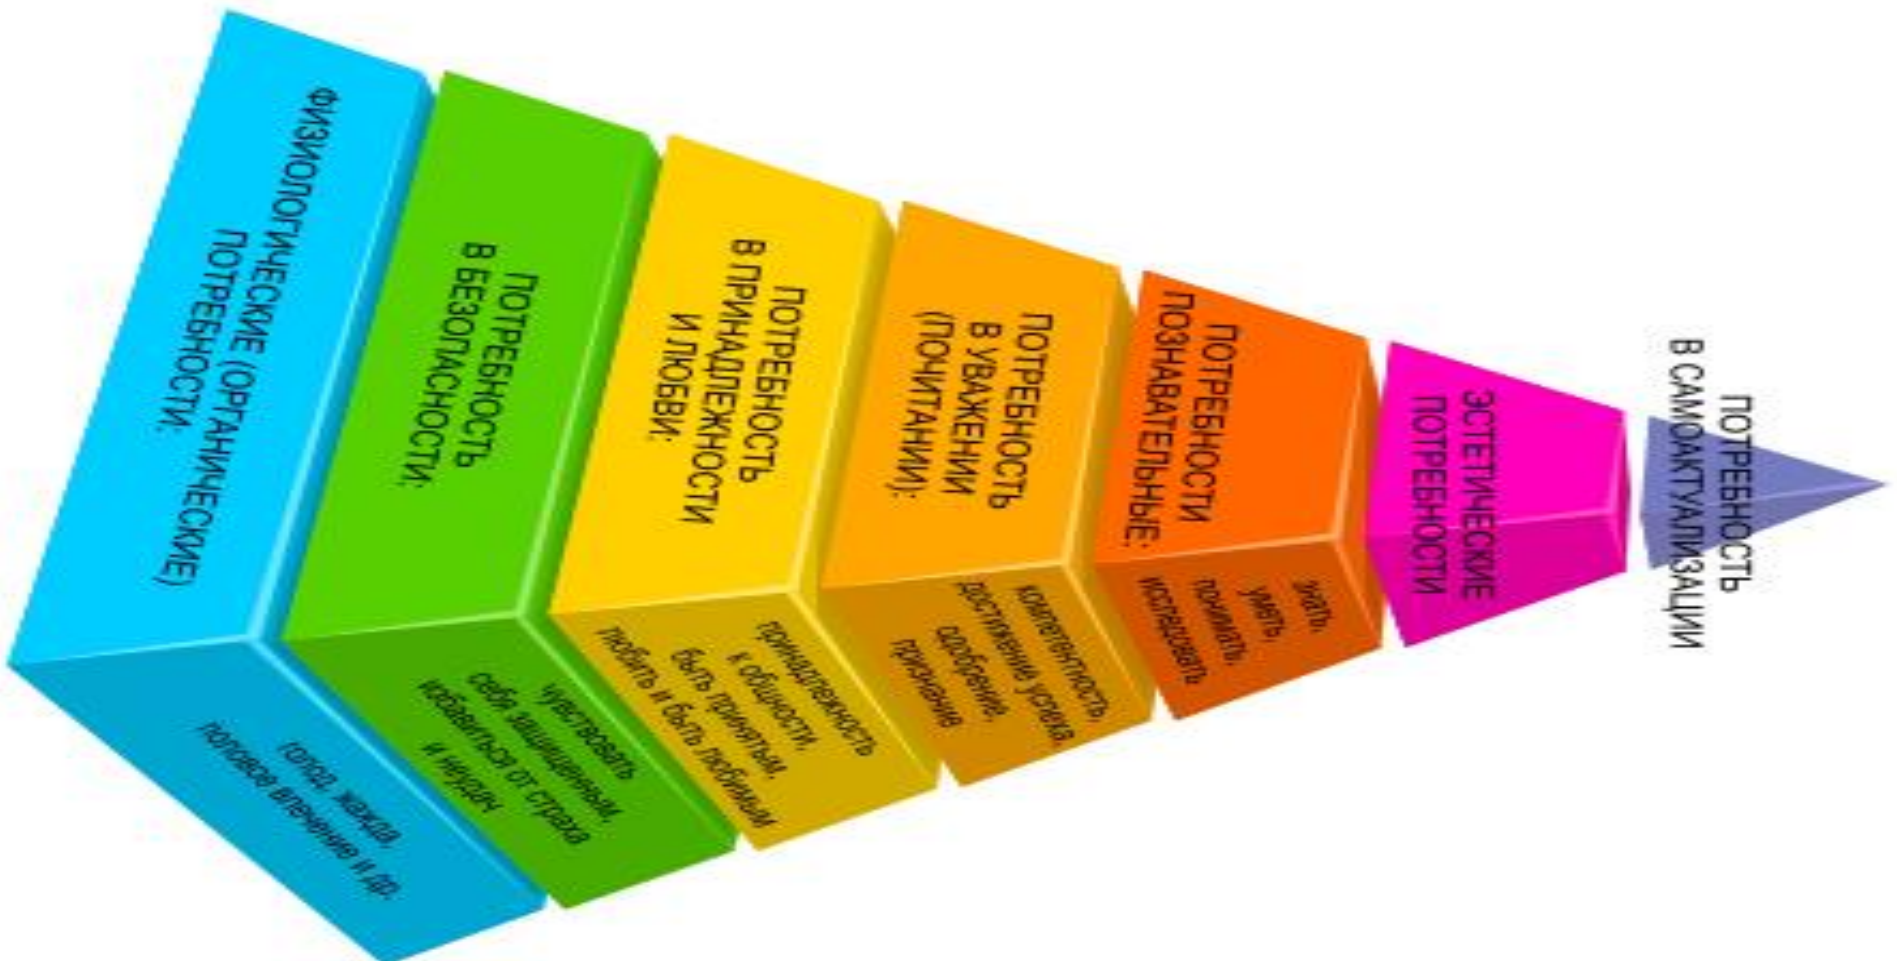 ПОТРЕБНОСТЬ
В САМОАКТУАЛИЗАЦИИ
ЭСТЕТИЧЕСКИЕ
ПОТРЕБНОСТИ
ПОТРЕБНОСТИ
ПОЗНАВАТЕЛЬНЫЕ:
знать,
уметь
понимать,
исследовать
ПОТРЕБНОСТЬ
В УВАЖЕНИИ
(ПОЧИТАНИИ):
компетентность,
достижение успеха,
одобрение,
признание
ПОТРЕБНОСТЬ
В ПРИНАДЛЕЖНОСТИ
И ЛЮБВИ:
принадлежность
к общности,
быть принятым,
любить и быть любимым
ПОТРЕБНОСТЬ
В БЕЗОПАСНОСТИ:
чувствовать
себя защищенным,
избавиться от страха
и неудач
ФИЗИОЛОГИЧЕСКИЕ (ОРГАНИЧЕСКИЕ)
ПОТРЕБНОСТИ:
голод, жажда,
половое влечение и др.